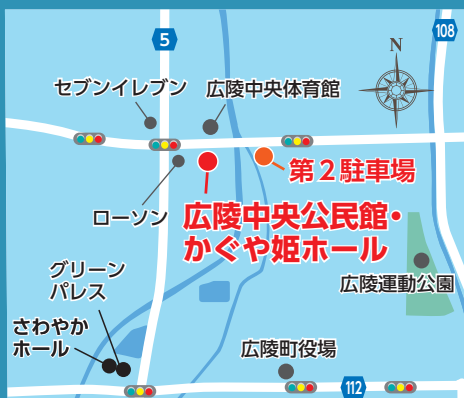 5
108
N
セブンイレブン
広陵中央体育館
第2駐車場
ローソン
広陵中央公民館・
かぐや姫ホール
グリーン
パレス
広陵運動公園
さわやか
ホール
広陵町役場
112